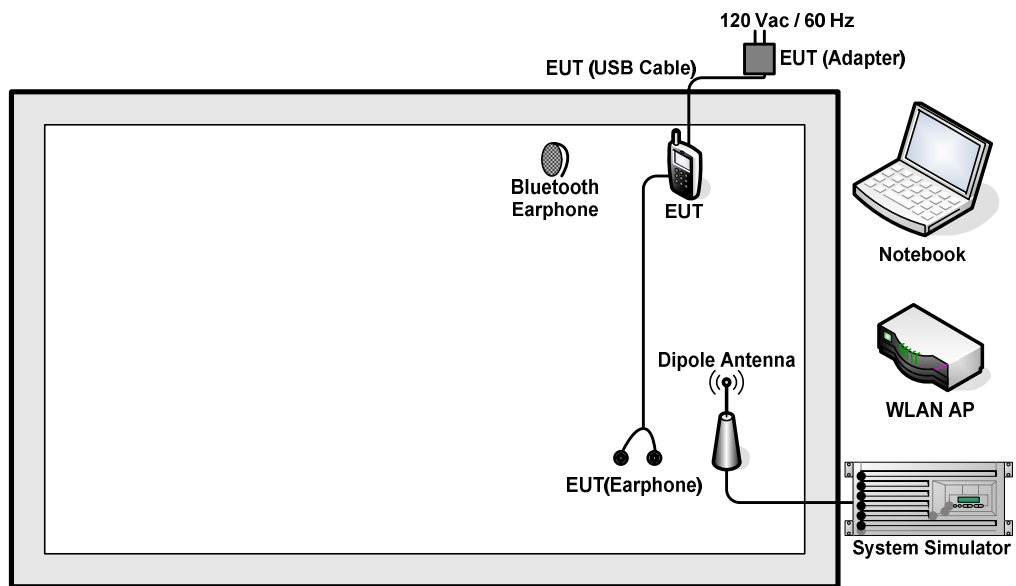 120 Vac / 60 Hz
EUT (Adapter)
EUT (USB Cable)
Bluetooth
Earphone
EUT
Notebook
Dipole Antenna
WLAN AP
EUT(Earphone)
System Simulator